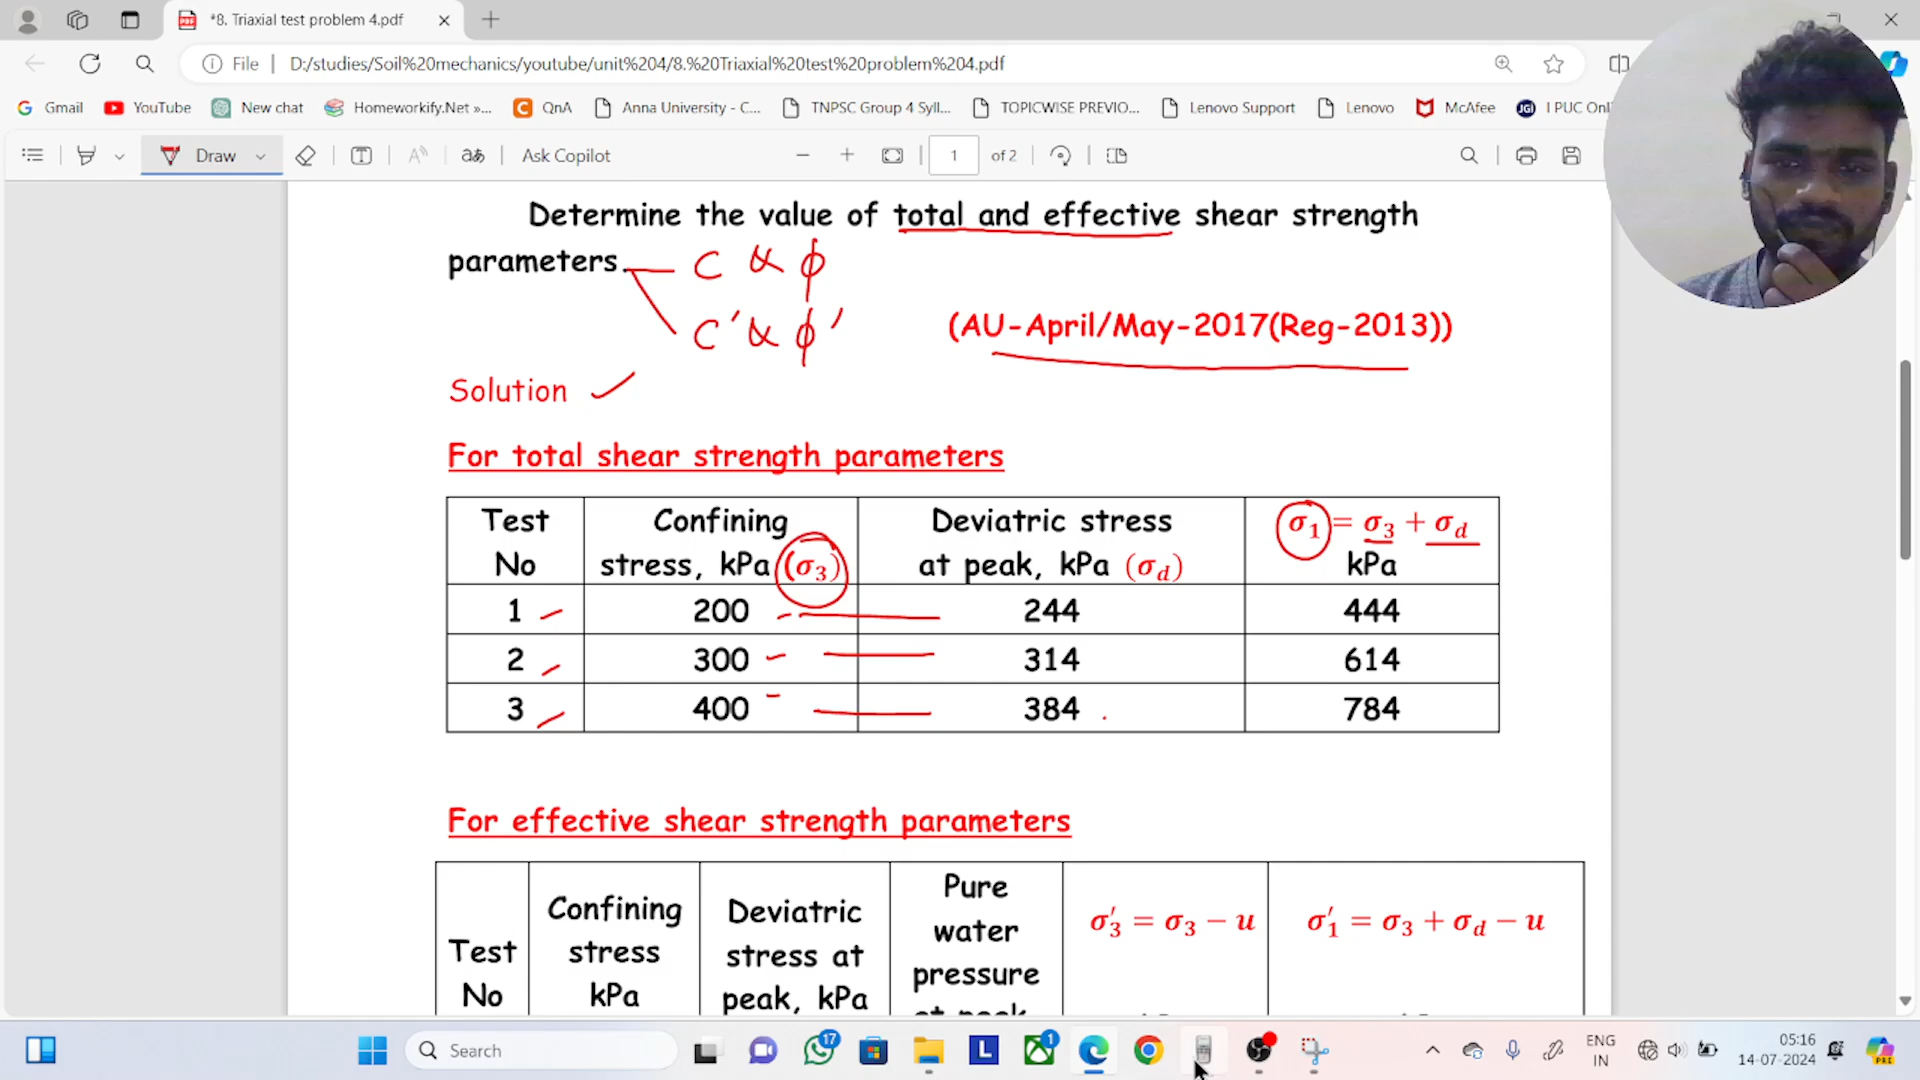 *8. Triaxial test problem 4.pdf
File
D:/studies/Soil%20mechanics/youtube/unit%204/8.%20Triaxial%20test%20problem%204.pdf
Gmail
YouTube
New chat
Homeworkify.Net »...
QnA
Anna University - C...
TNPSC Group 4 Syll...
TOPICWISE PREVIO...
Lenovo Support
Lenovo
McAfee
I PUC Onl
Draw
Ask Copilot
1 of 2
Determine the value of total and effective shear strength
parameters.
C & ϕ
C' & ϕ'
(AU-April/May-2017(Reg-2013))
Solution
For total shear strength parameters
Test No
Confining stress, kPa (σ3)
Deviatric stress at peak, kPa (σd)
σ1 = σ3 + σd kPa
1 200 244 444
2 300 314 614
3 400 384 784
For effective shear strength parameters
Test No
Confining stress kPa
Deviatric stress at peak, kPa
Pure water pressure at peak
σ'3 = σ3 − u
σ'1 = σ3 + σd − u
Search
17
1
ENG
IN
05:16
14-07-2024
PRE